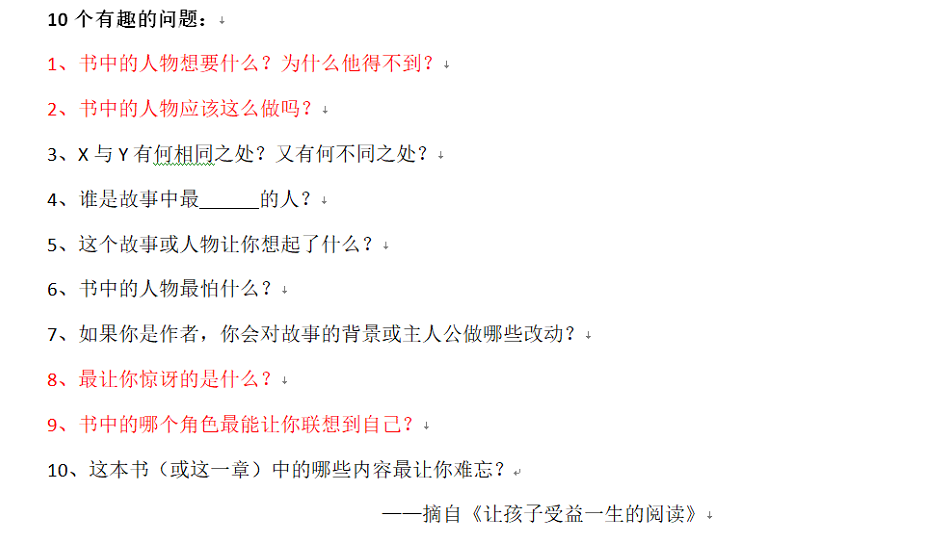 10 个有趣的问题：
1、书中的人物想要什么？为什么他得不到？
2、书中的人物应该这么做吗？
3、X 与 Y 有何相同之处？又有何不同之处？
4、谁是故事中最______的人？
5、这个故事或人物让你想起了什么？
6、书中的人物最怕什么？
7、如果你是作者，你会对故事的背景或主人公做哪些改动？
8、最让你惊讶的是什么？
9、书中的哪个角色最能让你联想到自己？
10、这本书（或这一章）中的哪些内容最让你难忘？
——摘自《让孩子受益一生的阅读》